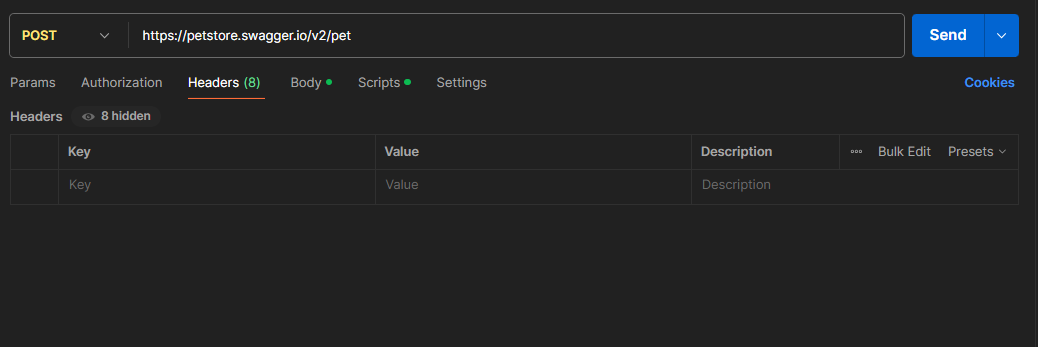 POST https://petstore.swagger.io/v2/pet Send
Params Authorization Headers (8) Body Scripts Settings Cookies
Headers 8 hidden
Key Value Description Bulk Edit Presets
Key Value Description